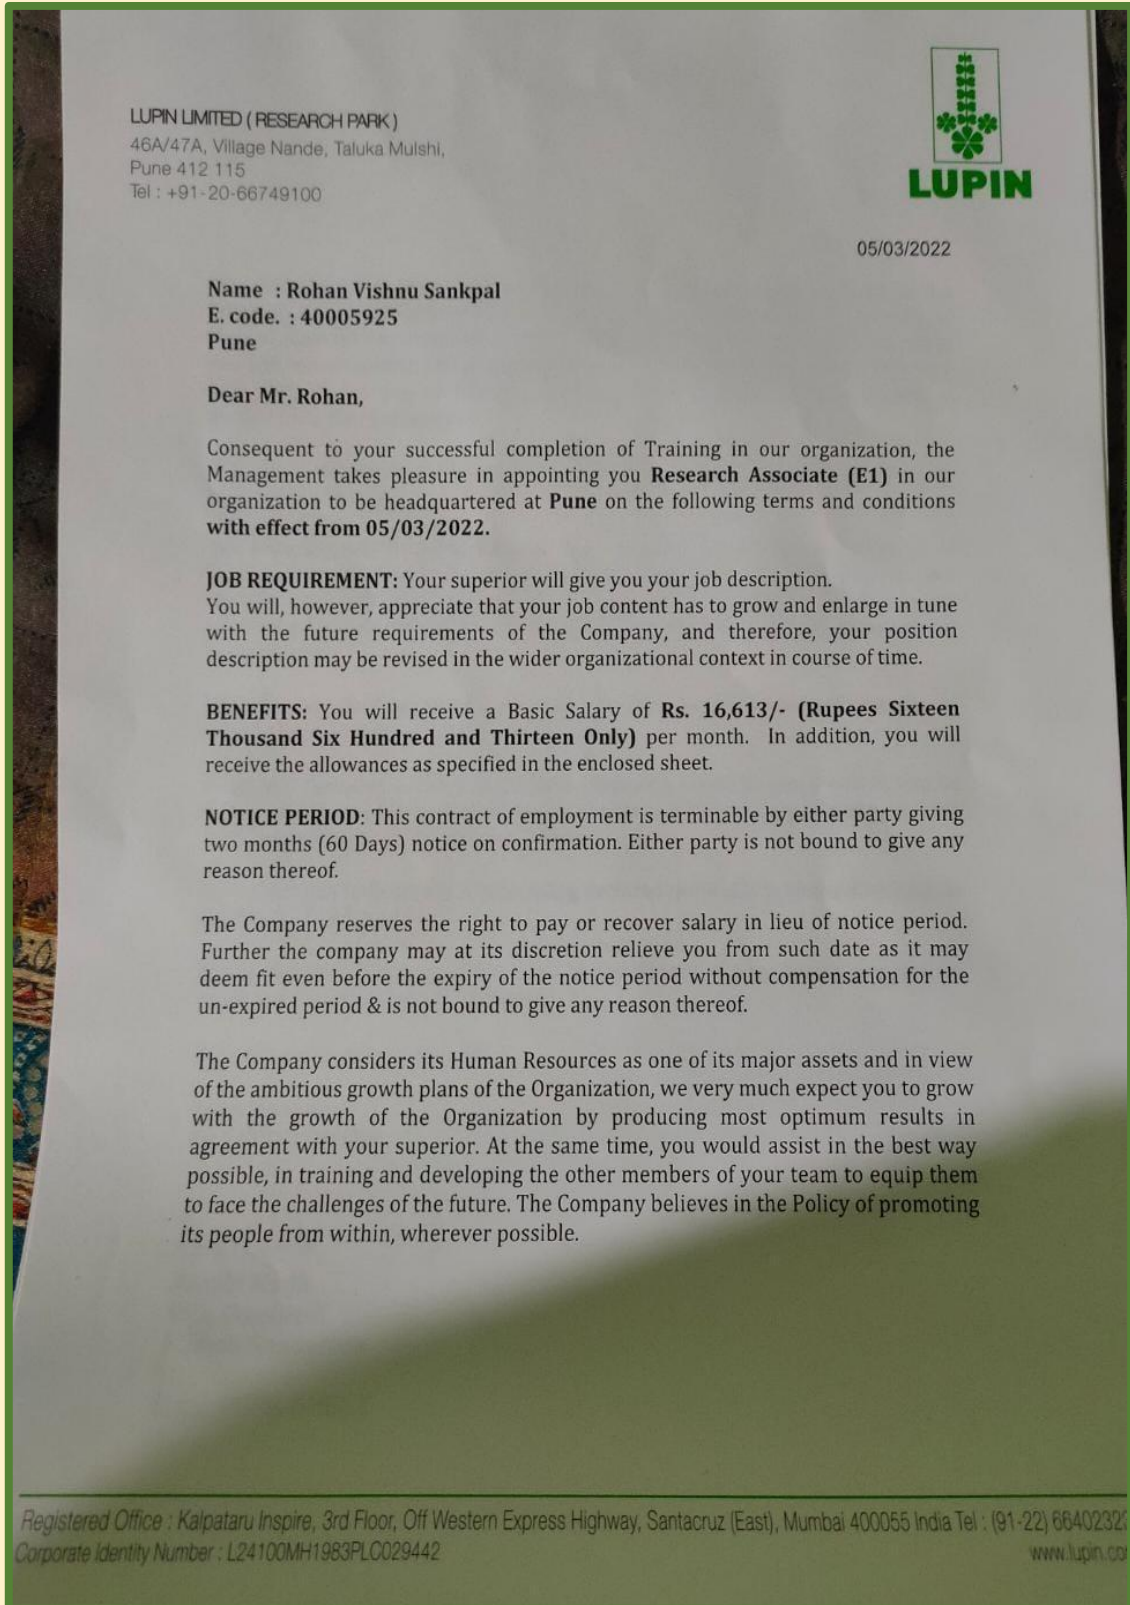 LUPIN LIMITED ( RESEARCH PARK )
46A/47A, Village Nande, Taluka Mulshi,
Pune 412 115
Tel : +91-20-66749100
LUPIN
05/03/2022
Name : Rohan Vishnu Sankpal
E. code. : 40005925
Pune
Dear Mr. Rohan,
Consequent to your successful completion of Training in our organization, the
Management takes pleasure in appointing you Research Associate (E1) in our
organization to be headquartered at Pune on the following terms and conditions
with effect from 05/03/2022.
JOB REQUIREMENT: Your superior will give you your job description.
You will, however, appreciate that your job content has to grow and enlarge in tune
with the future requirements of the Company, and therefore, your position
description may be revised in the wider organizational context in course of time.
BENEFITS: You will receive a Basic Salary of Rs. 16,613/- (Rupees Sixteen
Thousand Six Hundred and Thirteen Only) per month. In addition, you will
receive the allowances as specified in the enclosed sheet.
NOTICE PERIOD: This contract of employment is terminable by either party giving
two months (60 Days) notice on confirmation. Either party is not bound to give any
reason thereof.
The Company reserves the right to pay or recover salary in lieu of notice period.
Further the company may at its discretion relieve you from such date as it may
deem fit even before the expiry of the notice period without compensation for the
un-expired period & is not bound to give any reason thereof.
The Company considers its Human Resources as one of its major assets and in view
of the ambitious growth plans of the Organization, we very much expect you to grow
with the growth of the Organization by producing most optimum results in
agreement with your superior. At the same time, you would assist in the best way
possible, in training and developing the other members of your team to equip them
to face the challenges of the future. The Company believes in the Policy of promoting
its people from within, wherever possible.
Registered Office : Kalpataru Inspire, 3rd Floor, Off Western Express Highway, Santacruz (East), Mumbai 400055 India Tel : (91-22)
Corporate Identity Number : L24100MH1983PLC029442
www.lupin.co